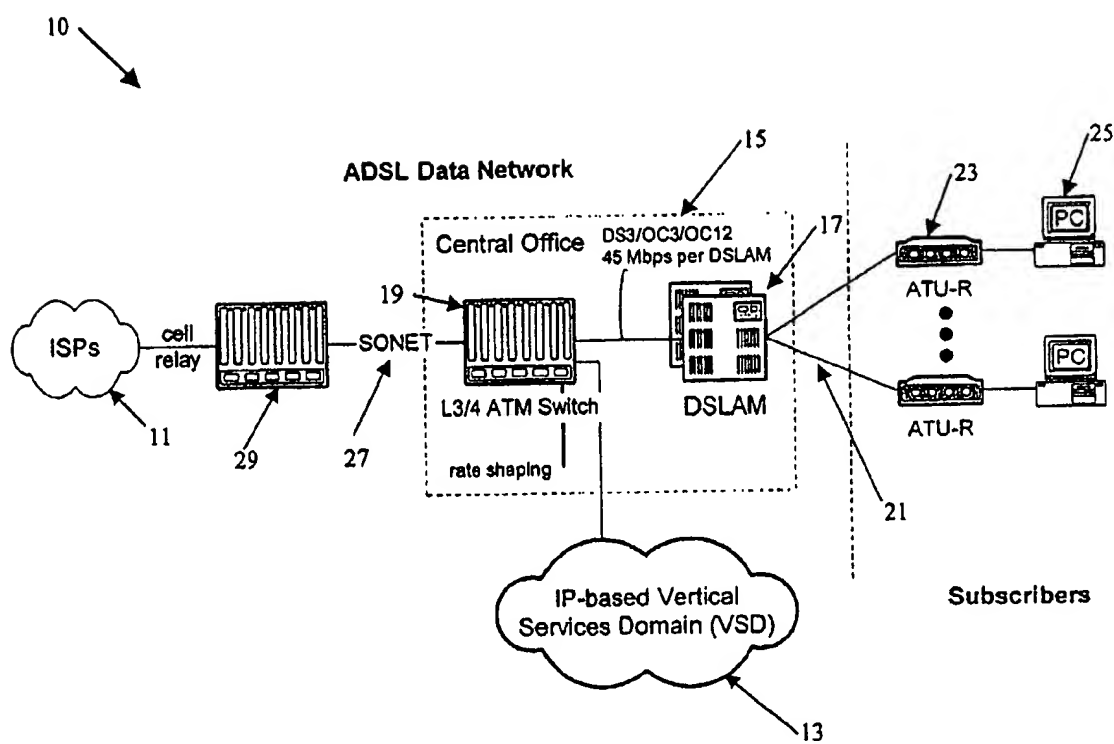 10
ADSL Data Network
15
23
25
Central Office
DS3/OC3/OC12
45 Mbps per DSLAM
17
19
PC
ATU-R
ISPs
cell
relay
SONET
L3/4 ATM Switch
DSLAM
PC
ATU-R
11
29
27
rate shaping
21
IP-based Vertical
Services Domain (VSD)
Subscribers
13